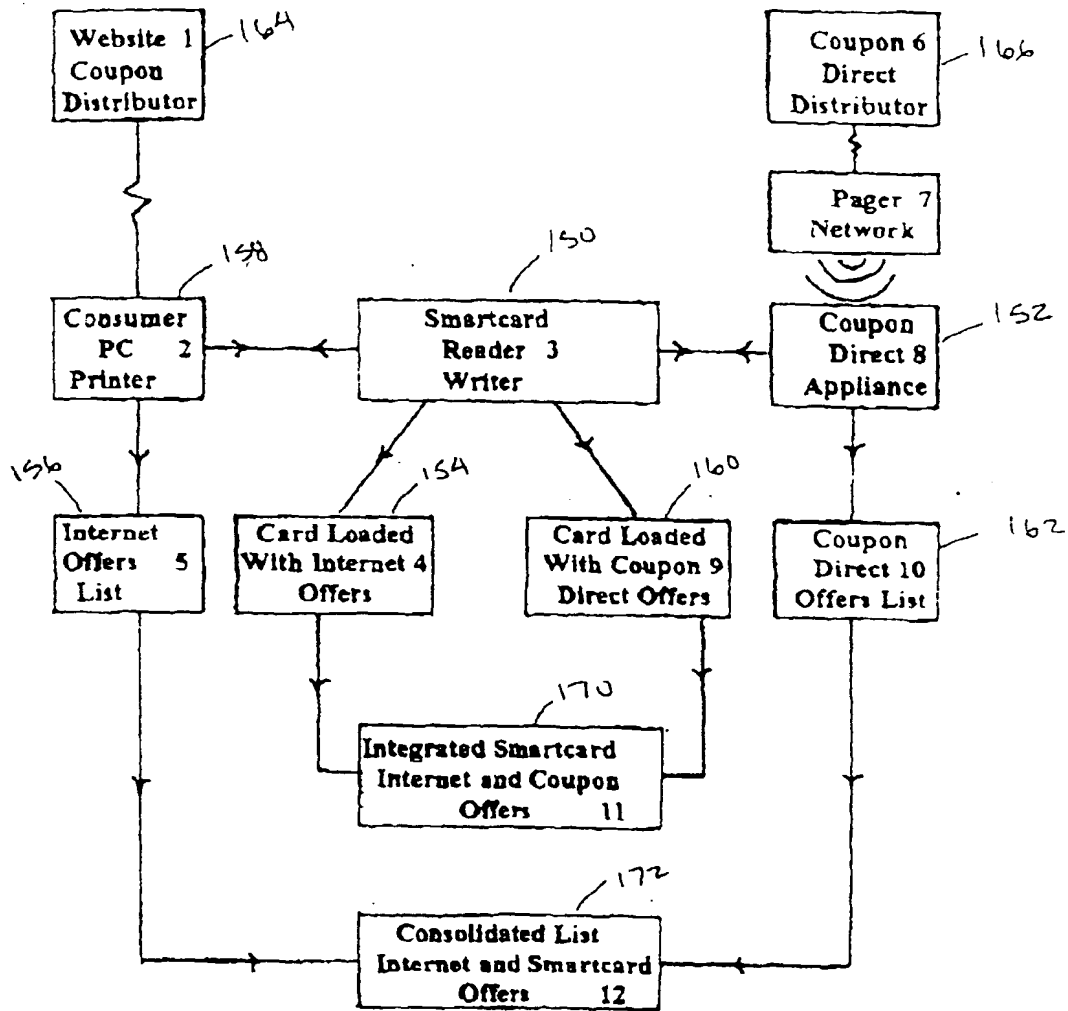 Website 1
Coupon
Distributor
164
Coupon 6
Direct
Distributor
166
Pager 7
Network
158
Consumer
PC 2
Printer
150
Smartcard
Reader 3
Writer
Coupon
Direct 8
Appliance
152
156
Internet
Offers 5
List
154
Card Loaded
With Internet 4
Offers
160
Card Loaded
With Coupon 9
Direct Offers
Coupon
Direct 10
Offers List
162
170
Integrated Smartcard
Internet and Coupon
Offers 11
172
Consolidated List
Internet and Smartcard
Offers 12